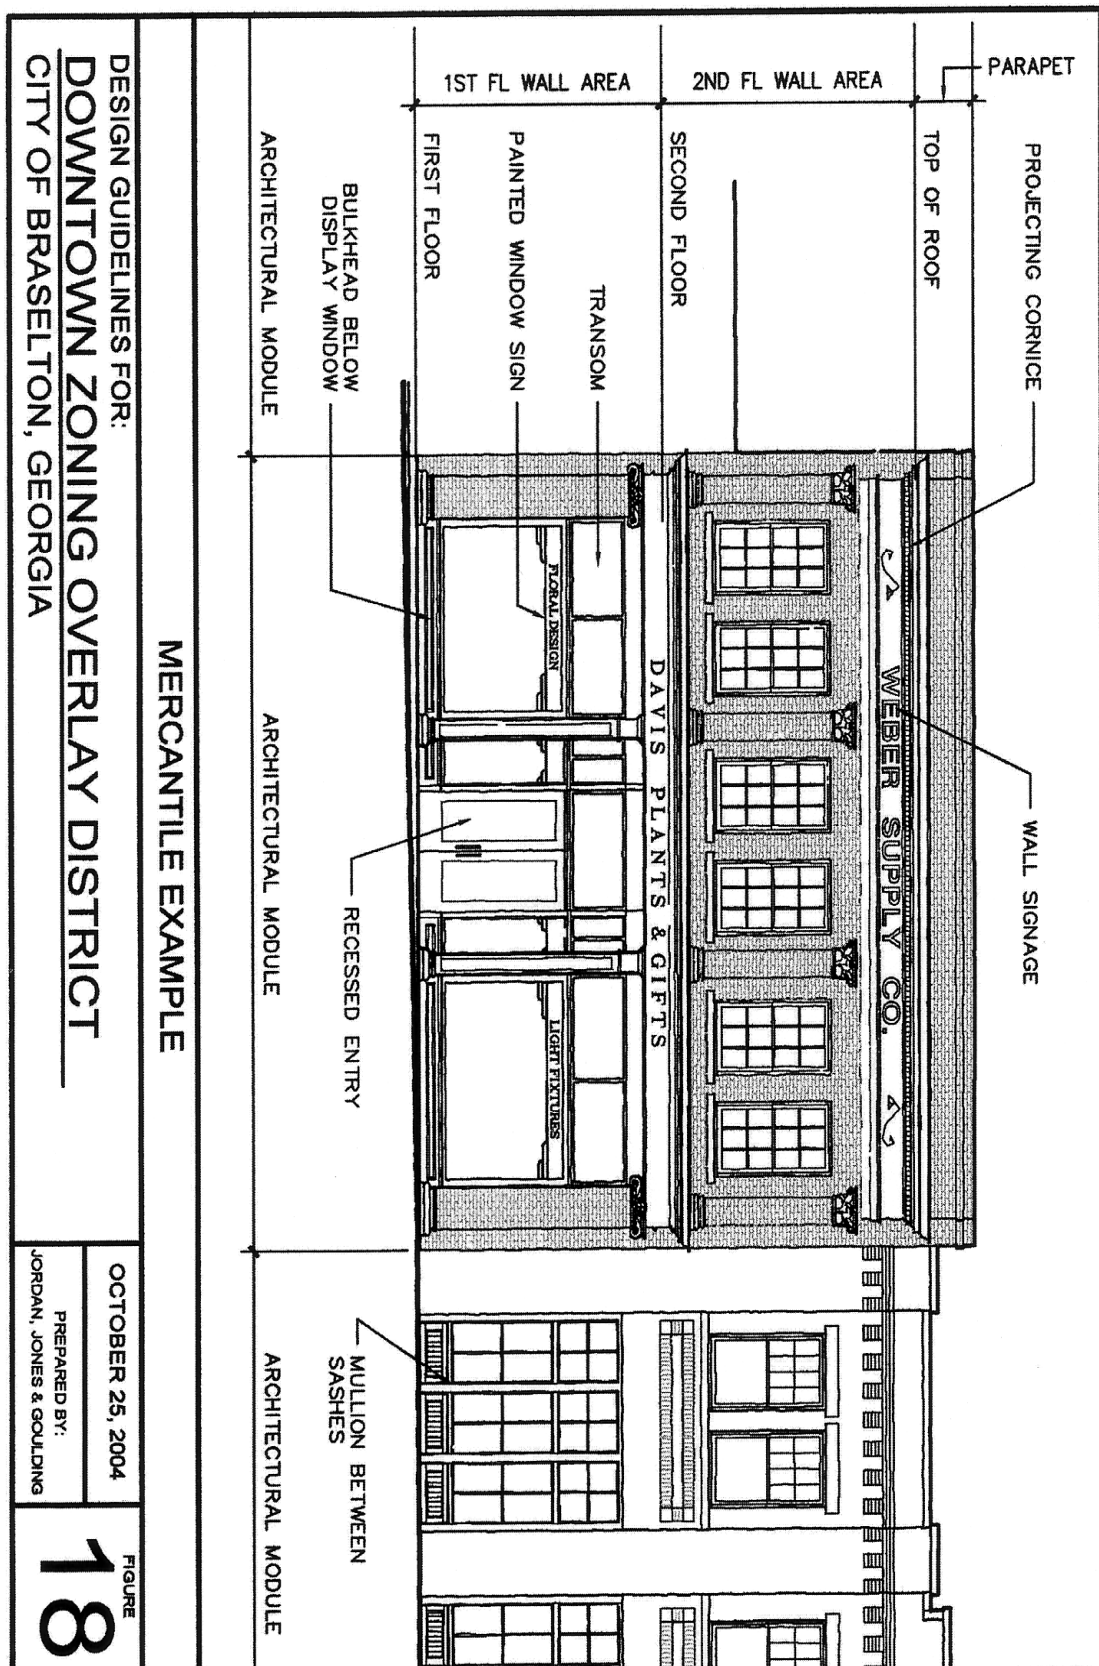 PARAPET
1ST FL WALL AREA
2ND FL WALL AREA
PROJECTING CORNICE
WALL SIGNAGE
TOP OF ROOF
WEBER SUPPLY CO.
SECOND FLOOR
DAVIS PLANTS & GIFTS
TRANSOM
PAINTED WINDOW SIGN
FLORAL DESIGN
LIGHT FIXTURES
FIRST FLOOR
BULKHEAD BELOW
DISPLAY WINDOW
RECESSED ENTRY
MULLION BETWEEN
SASHES
ARCHITECTURAL MODULE
ARCHITECTURAL MODULE
ARCHITECTURAL MODULE
MERCANTILE EXAMPLE
DESIGN GUIDELINES FOR:
DOWNTOWN ZONING OVERLAY DISTRICT
CITY OF BRASELTON, GEORGIA
OCTOBER 25, 2004
PREPARED BY:
JORDAN, JONES & GOULDING
FIGURE
18